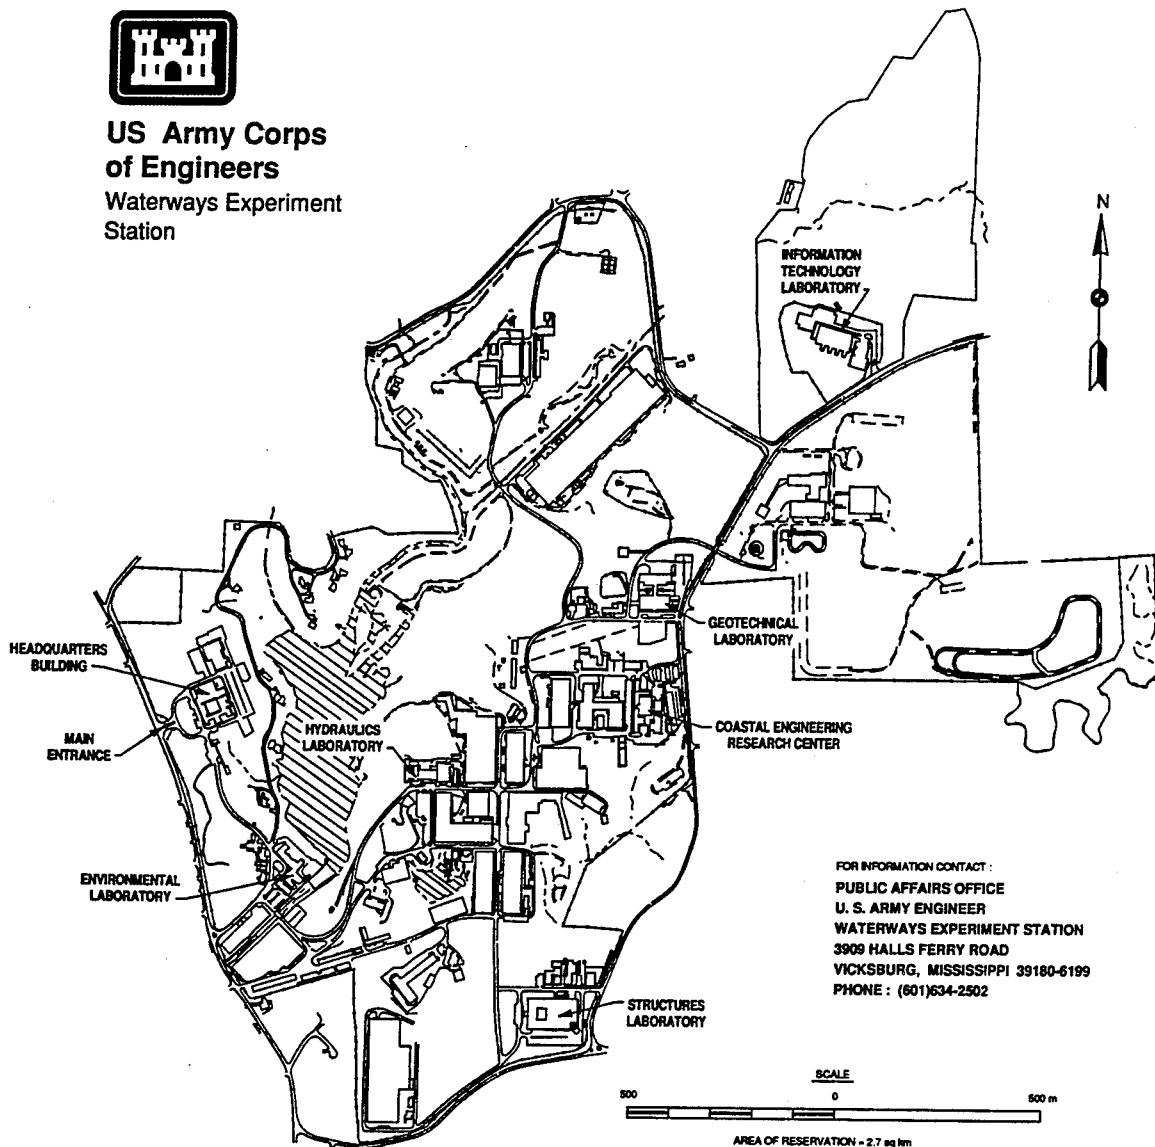 US Army Corps
of Engineers
Waterways Experiment
Station
N
INFORMATION
TECHNOLOGY
LABORATORY
GEOTECHNICAL
LABORATORY
HEADQUARTERS
BUILDING
MAIN
ENTRANCE
HYDRAULICS
LABORATORY
COASTAL ENGINEERING
RESEARCH CENTER
ENVIRONMENTAL
LABORATORY
STRUCTURES
LABORATORY
FOR INFORMATION CONTACT :
PUBLIC AFFAIRS OFFICE
U. S. ARMY ENGINEER
WATERWAYS EXPERIMENT STATION
3909 HALLS FERRY ROAD
VICKSBURG, MISSISSIPPI 39180-6199
PHONE : (601)634-2502
SCALE
500 0 500 m
AREA OF RESERVATION = 2.7 sq km